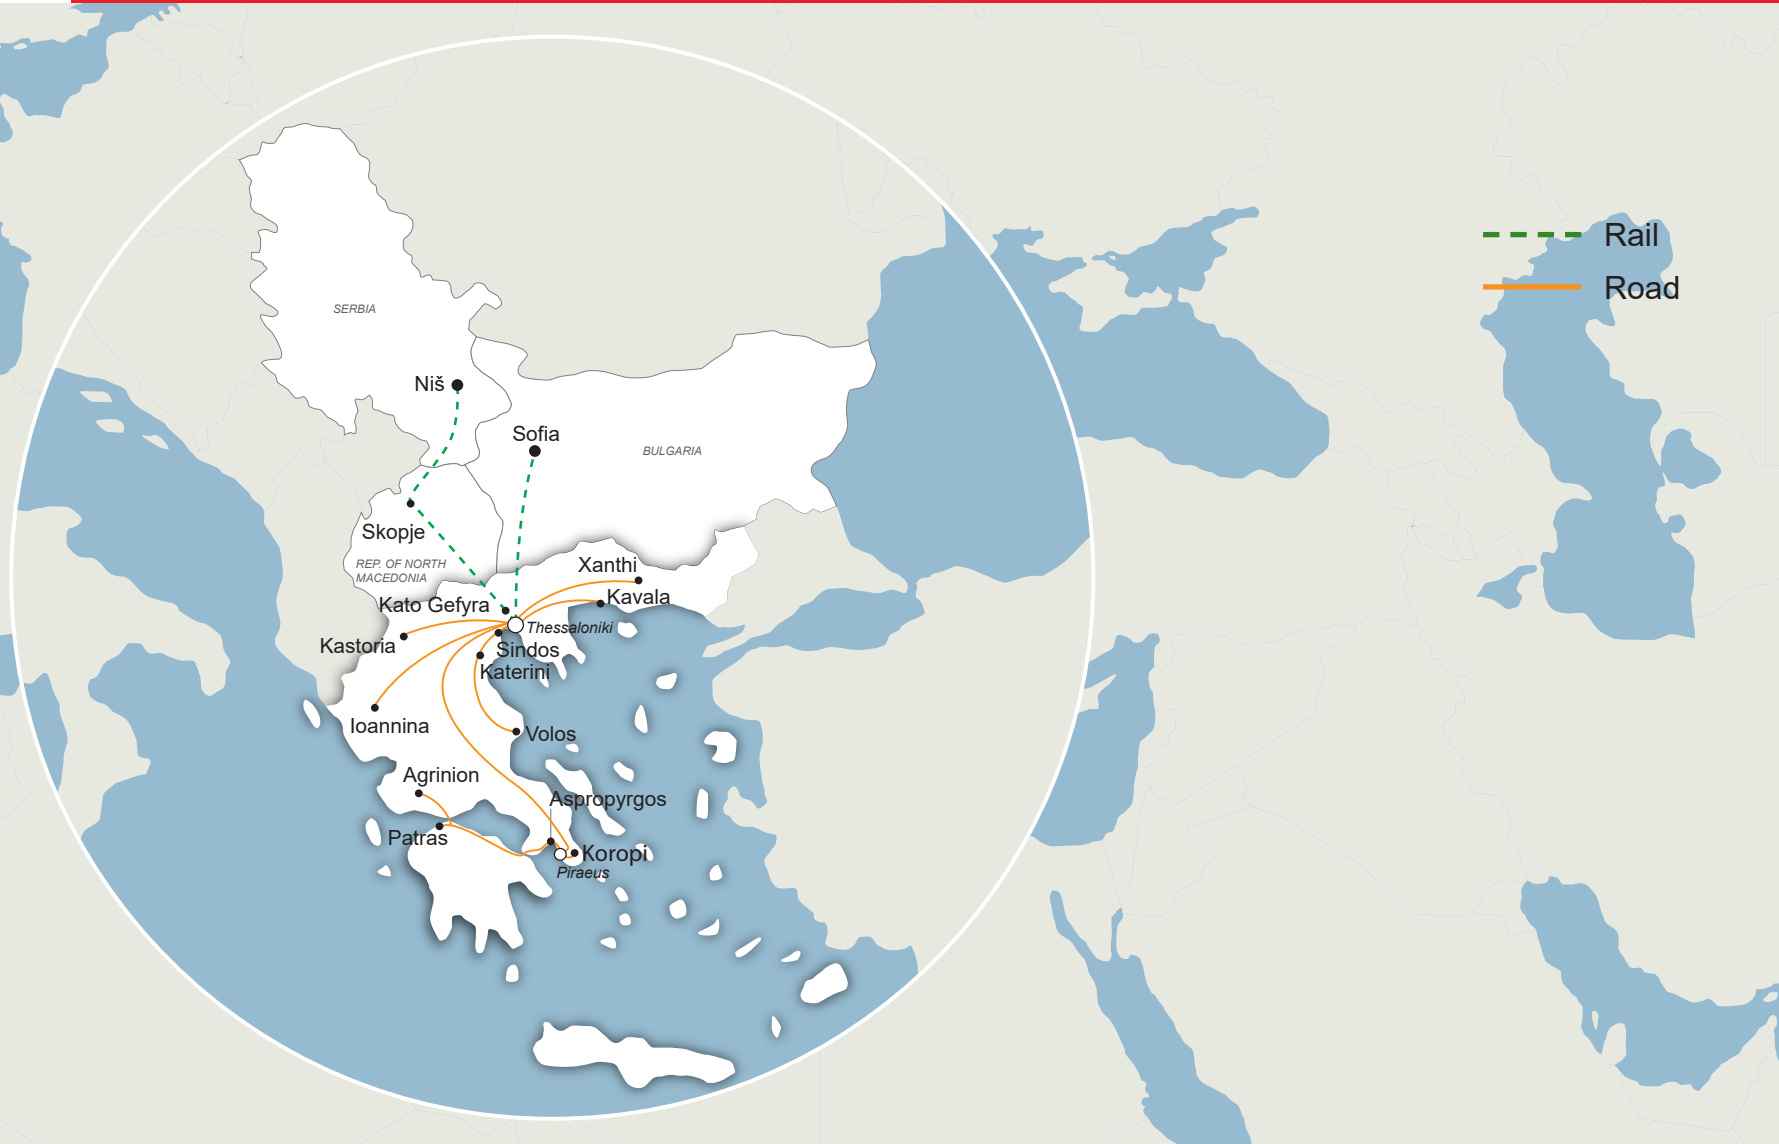 Rail
Road
SERBIA
Niš
Sofia
BULGARIA
Skopje
REP. OF NORTH
MACEDONIA
Xanthi
Kavala
Kato Gefyra
Thessaloniki
Kastoria
Sindos
Katerini
Ioannina
Volos
Agrinion
Aspropyrgos
Patras
Koropi
Piraeus